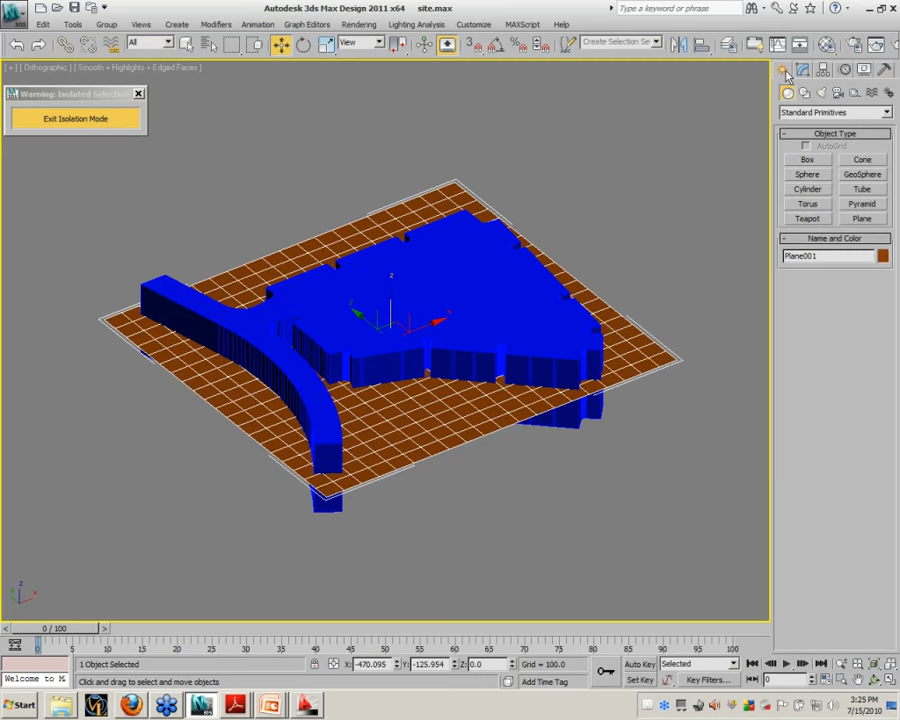 Autodesk 3ds Max Design 2011 x64 site.max
Type a keyword or phrase
Edit Tools Group Views Create Modifiers Animation Graph Editors Rendering Lighting Analysis Customize MAXScript Help
All View Create Selection Se
[ + ] [ Orthographic ] [ Smooth + Highlights + Edged Faces ]
Warning: Isolated Selectio
Exit Isolation Mode
Standard Primitives
Object Type
AutoGrid
Box Cone
Sphere GeoSphere
Cylinder Tube
Torus Pyramid
Teapot Plane
Name and Color
Plane001
z
y x
z
x
0 / 100
0 5 10 15 20 25 30 35 40 45 50 55 60 65 70 75 80 85 90 95 100
1 Object Selected X: -470.095 Y: -125.954 Z: 0.0 Grid = 100.0 Auto Key Selected
Welcome to M Click and drag to select and move objects Add Time Tag Set Key Key Filters... 0
Start 3:25 PM
7/15/2010